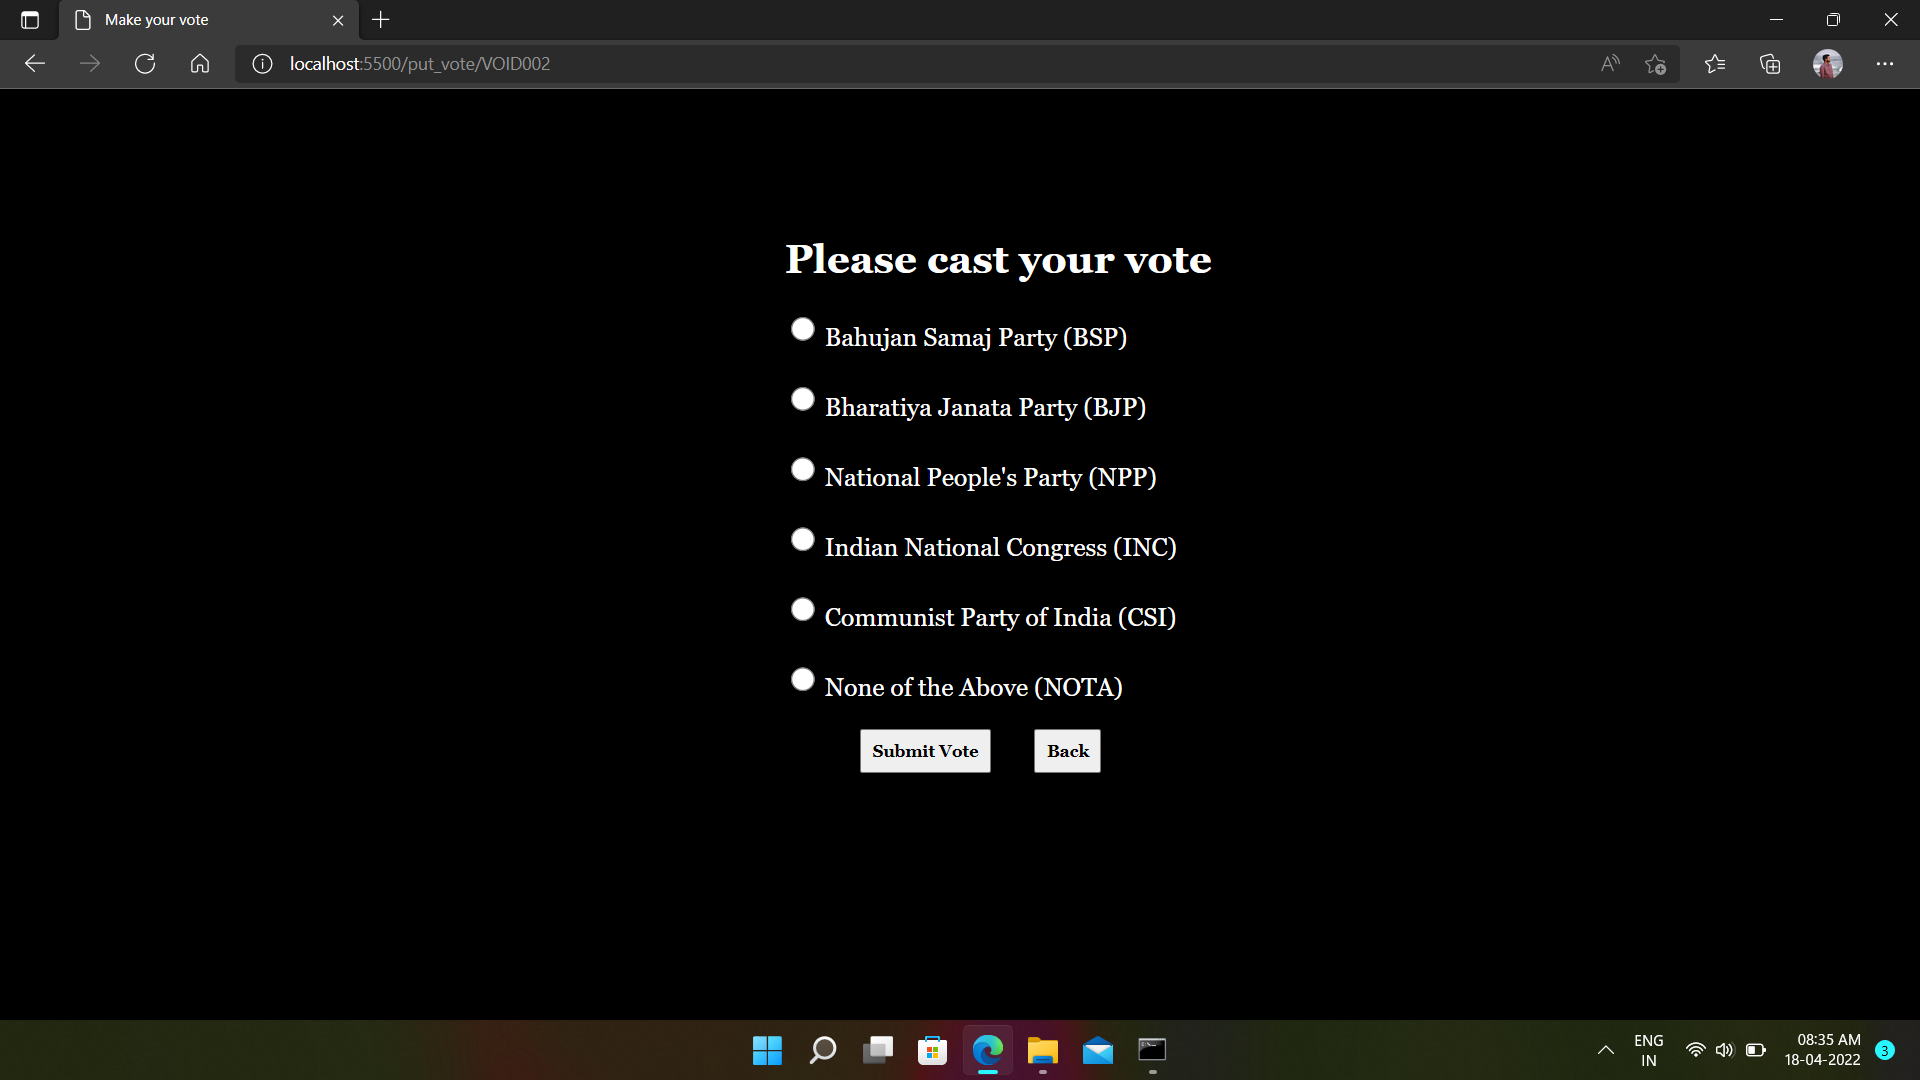 Make your vote
localhost:5500/put_vote/VOID002
Please cast your vote
Bahujan Samaj Party (BSP)
Bharatiya Janata Party (BJP)
National People's Party (NPP)
Indian National Congress (INC)
Communist Party of India (CSI)
None of the Above (NOTA)
Submit Vote Back
ENG 08:35 AM
IN 18-04-2022 3